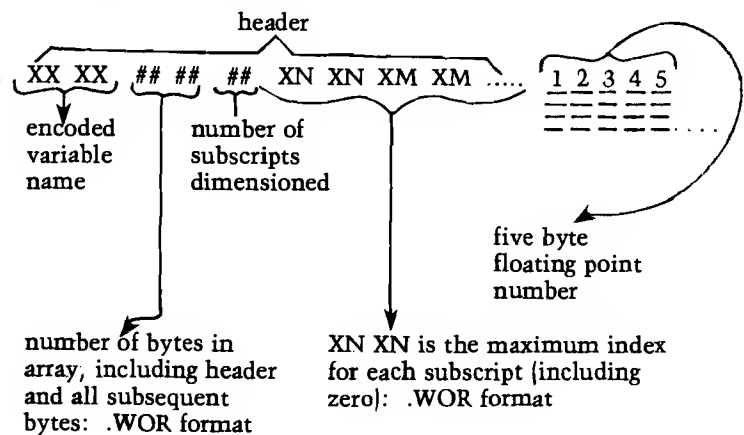 header
XX XX ## ## ## XN XN XM XM ..... 1 2 3 4 5
encoded
variable
name
number of
subscripts
dimensioned
five byte
floating point
number
number of bytes in
array, including header
and all subsequent
bytes: .WOR format
XN XN is the maximum index
for each subscript (including
zero): .WOR format